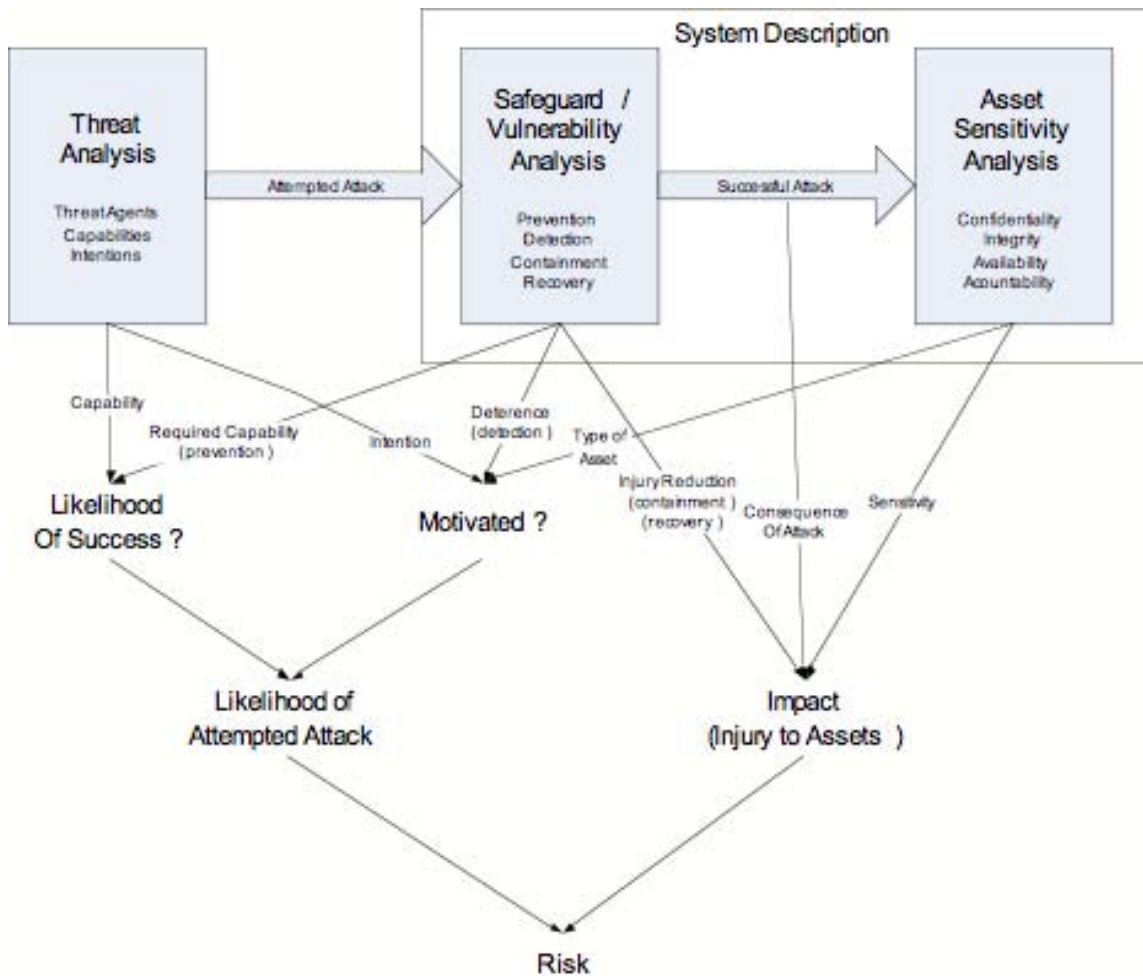 System Description
Threat
Analysis
Threat Agents
Capabilities
Intentions
Attempted Attack
Safeguard /
Vulnerability
Analysis
Prevention
Detection
Containment
Recovery
Successful Attack
Asset
Sensitivity
Analysis
Confidentiality
Integrity
Availability
Acountability
Capability
Required Capability
(prevention )
Intention
Deterence
(detection )
Type of
Asset
Injury Reduction
(containment )
(recovery )
Consequence
Of Attack
Sensitivity
Likelihood
Of Success ?
Motivated ?
Likelihood of
Attempted Attack
Impact
(Injury to Assets )
Risk